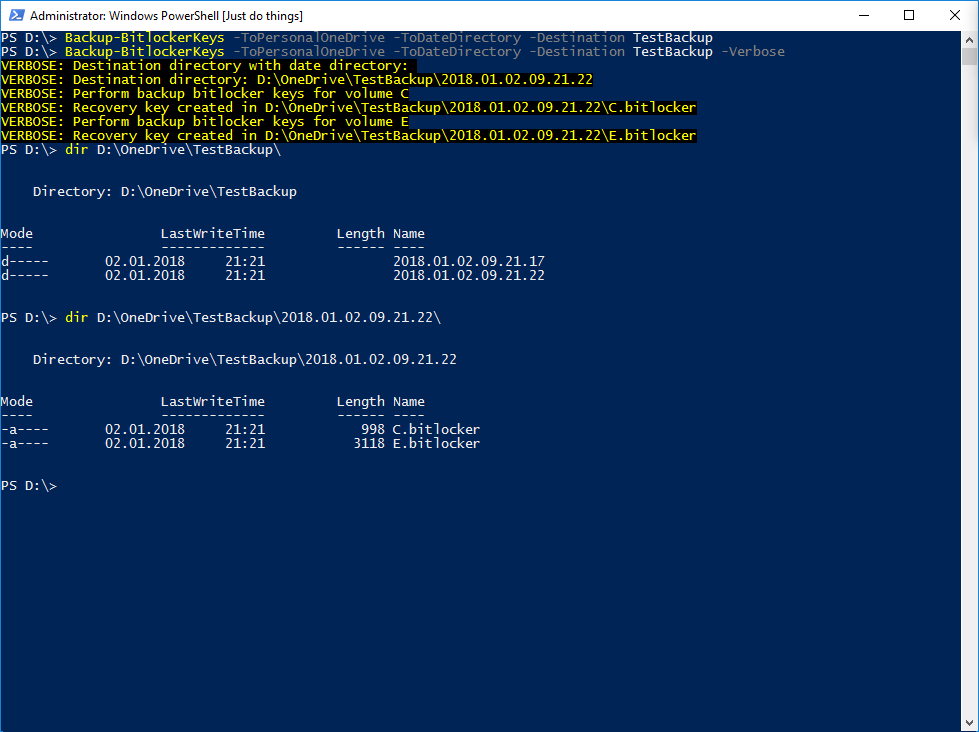 Administrator: Windows PowerShell [Just do things]
PS D:\> Backup-BitlockerKeys -ToPersonalOneDrive -ToDateDirectory -Destination TestBackup
PS D:\> Backup-BitlockerKeys -ToPersonalOneDrive -ToDateDirectory -Destination TestBackup -Verbose
VERBOSE: Destination directory with date directory:
VERBOSE: Destination directory: D:\OneDrive\TestBackup\2018.01.02.09.21.22
VERBOSE: Perform backup bitlocker keys for volume C
VERBOSE: Recovery key created in D:\OneDrive\TestBackup\2018.01.02.09.21.22\C.bitlocker
VERBOSE: Perform backup bitlocker keys for volume E
VERBOSE: Recovery key created in D:\OneDrive\TestBackup\2018.01.02.09.21.22\E.bitlocker
PS D:\> dir D:\OneDrive\TestBackup\
    Directory: D:\OneDrive\TestBackup
Mode                LastWriteTime         Length Name
----                -------------         ------ ----
d-----       02.01.2018     21:21                2018.01.02.09.21.17
d-----       02.01.2018     21:21                2018.01.02.09.21.22
PS D:\> dir D:\OneDrive\TestBackup\2018.01.02.09.21.22\
    Directory: D:\OneDrive\TestBackup\2018.01.02.09.21.22
Mode                LastWriteTime         Length Name
----                -------------         ------ ----
-a----       02.01.2018     21:21            998 C.bitlocker
-a----       02.01.2018     21:21           3118 E.bitlocker
PS D:\>